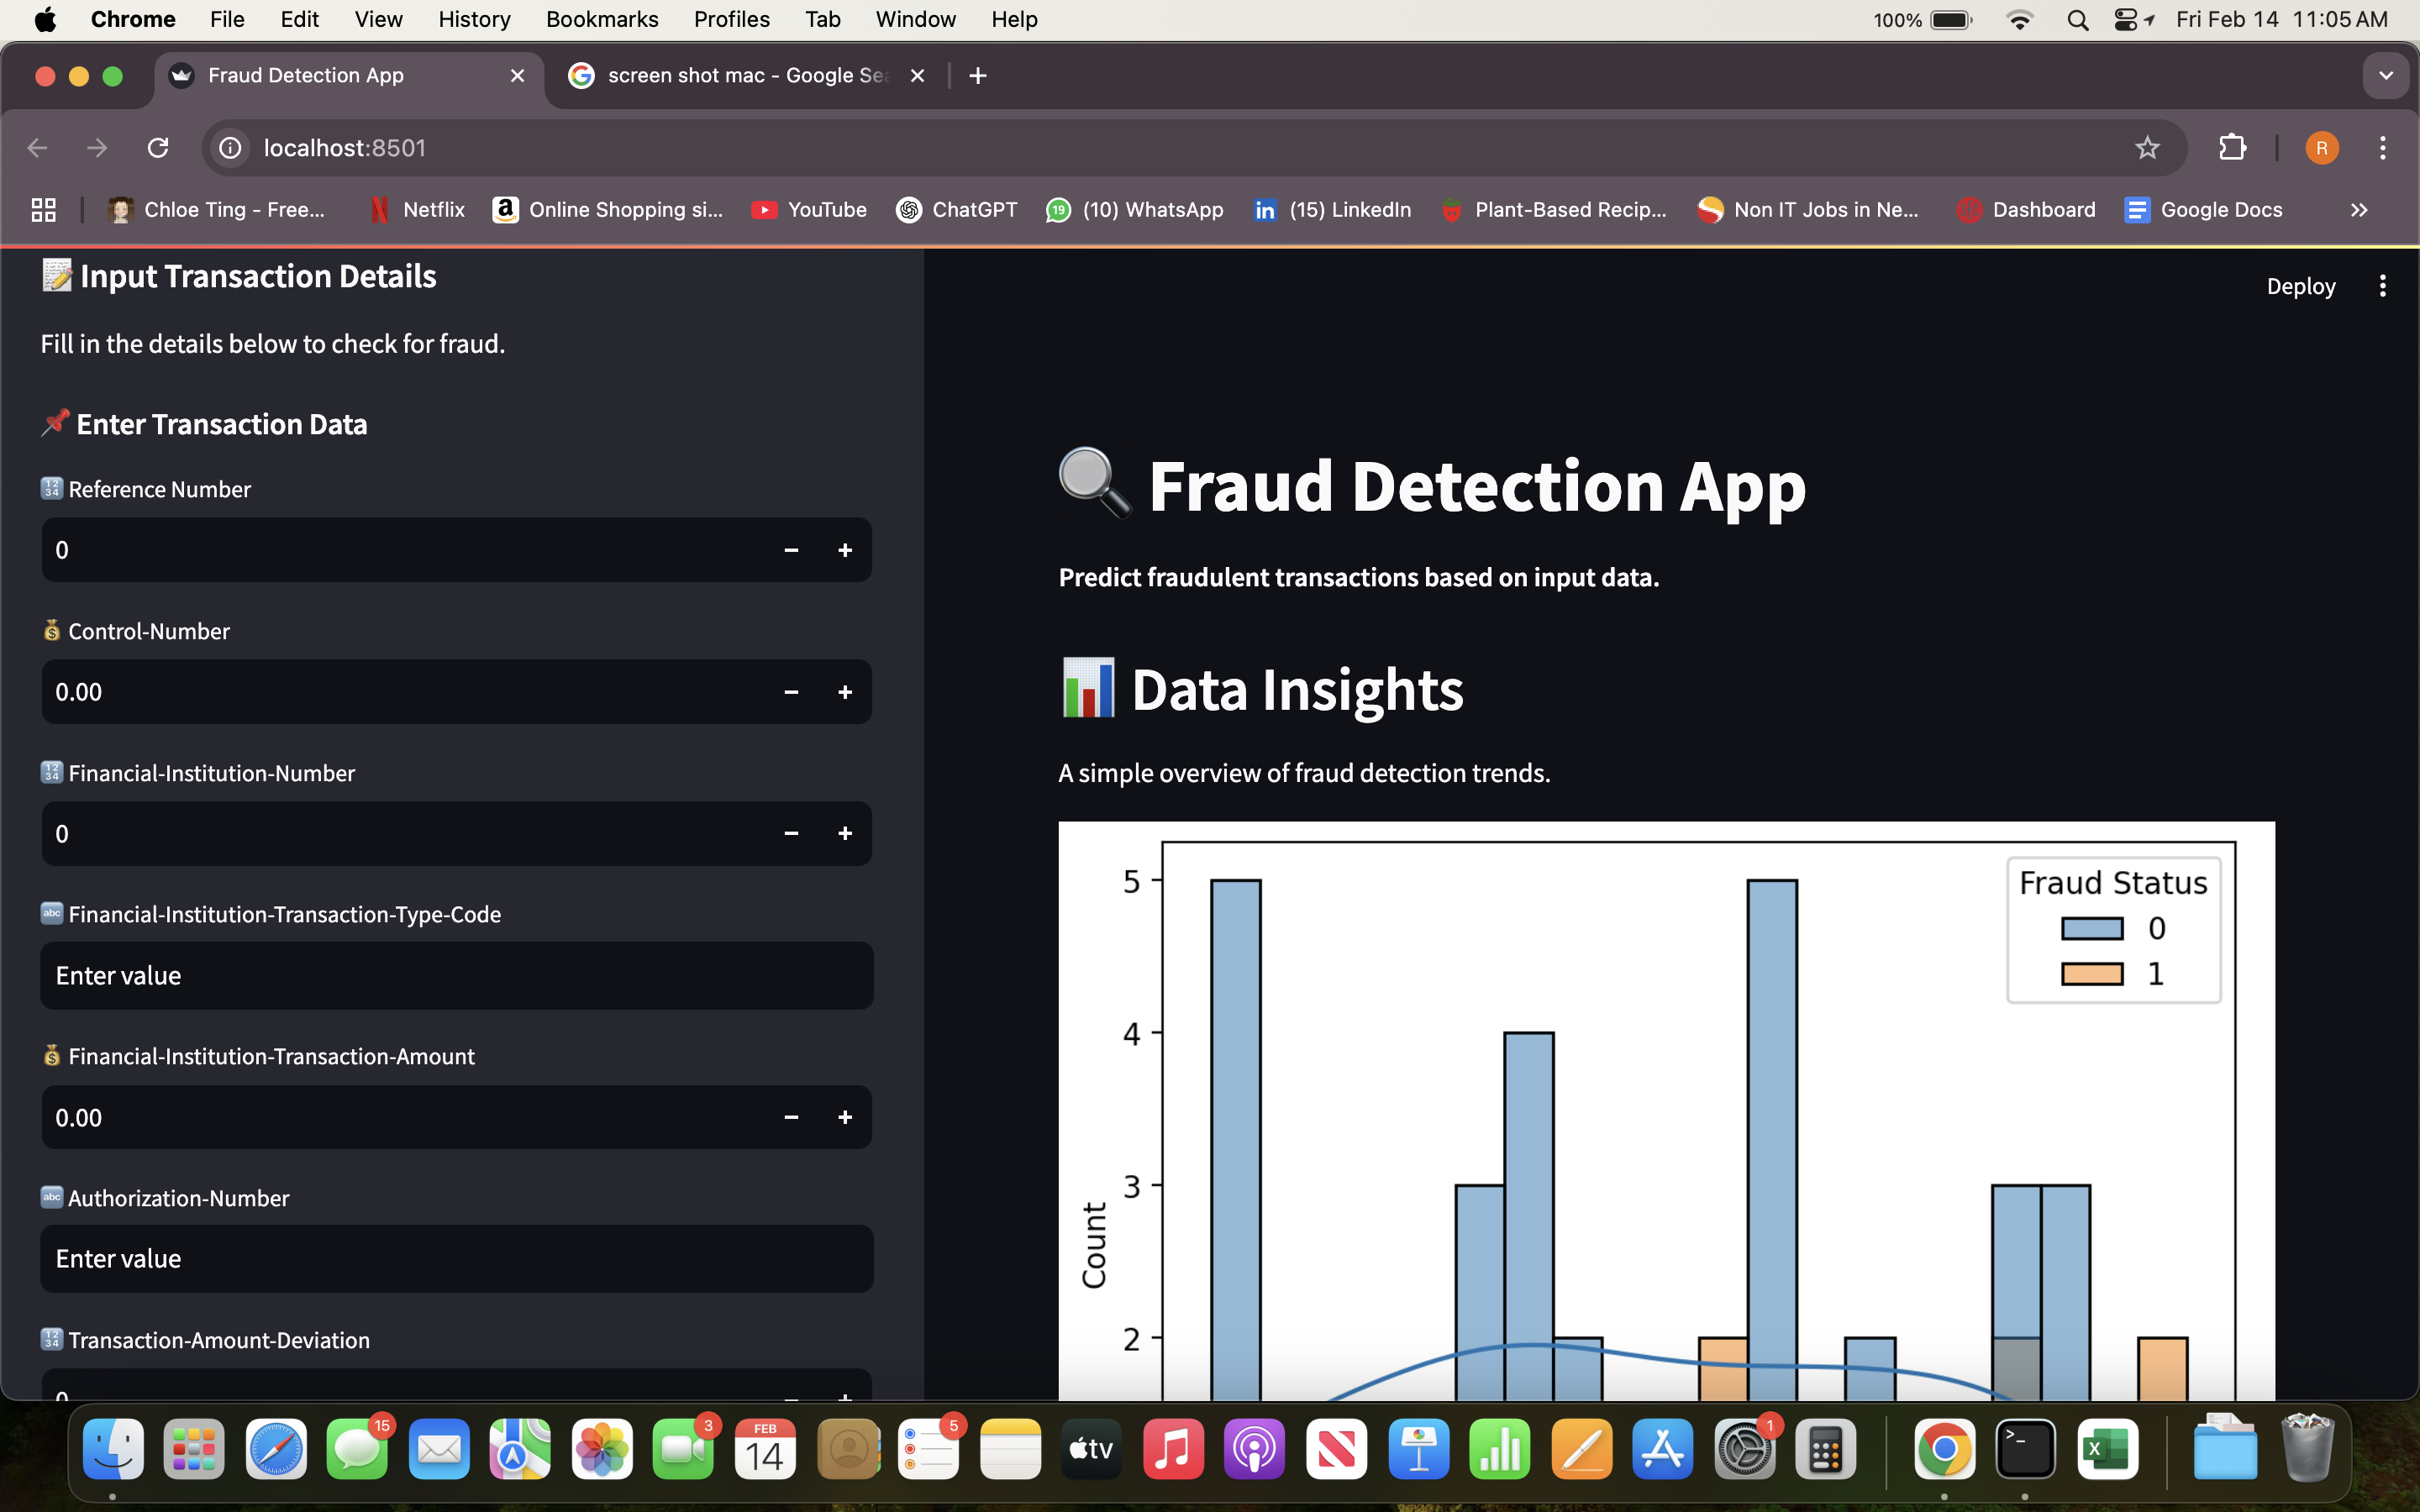 Chrome File Edit View History Bookmarks Profiles Tab Window Help 100% Fri Feb 14 11:05 AM
Fraud Detection App screen shot mac - Google Sea
localhost:8501 R
Chloe Ting - Free... Netflix Online Shopping si... YouTube ChatGPT 19 (10) WhatsApp (15) LinkedIn Plant-Based Recip... Non IT Jobs in Ne... Dashboard Google Docs
Input Transaction Details
Fill in the details below to check for fraud.
Enter Transaction Data
Reference Number
0
Control-Number
0.00
Financial-Institution-Number
0
Financial-Institution-Transaction-Type-Code
Enter value
Financial-Institution-Transaction-Amount
0.00
Authorization-Number
Enter value
Transaction-Amount-Deviation
0
Deploy
Fraud Detection App
Predict fraudulent transactions based on input data.
Data Insights
A simple overview of fraud detection trends.
Fraud Status
0
1
5
4
3
2
Count
15 3 FEB 14 5 tv 1